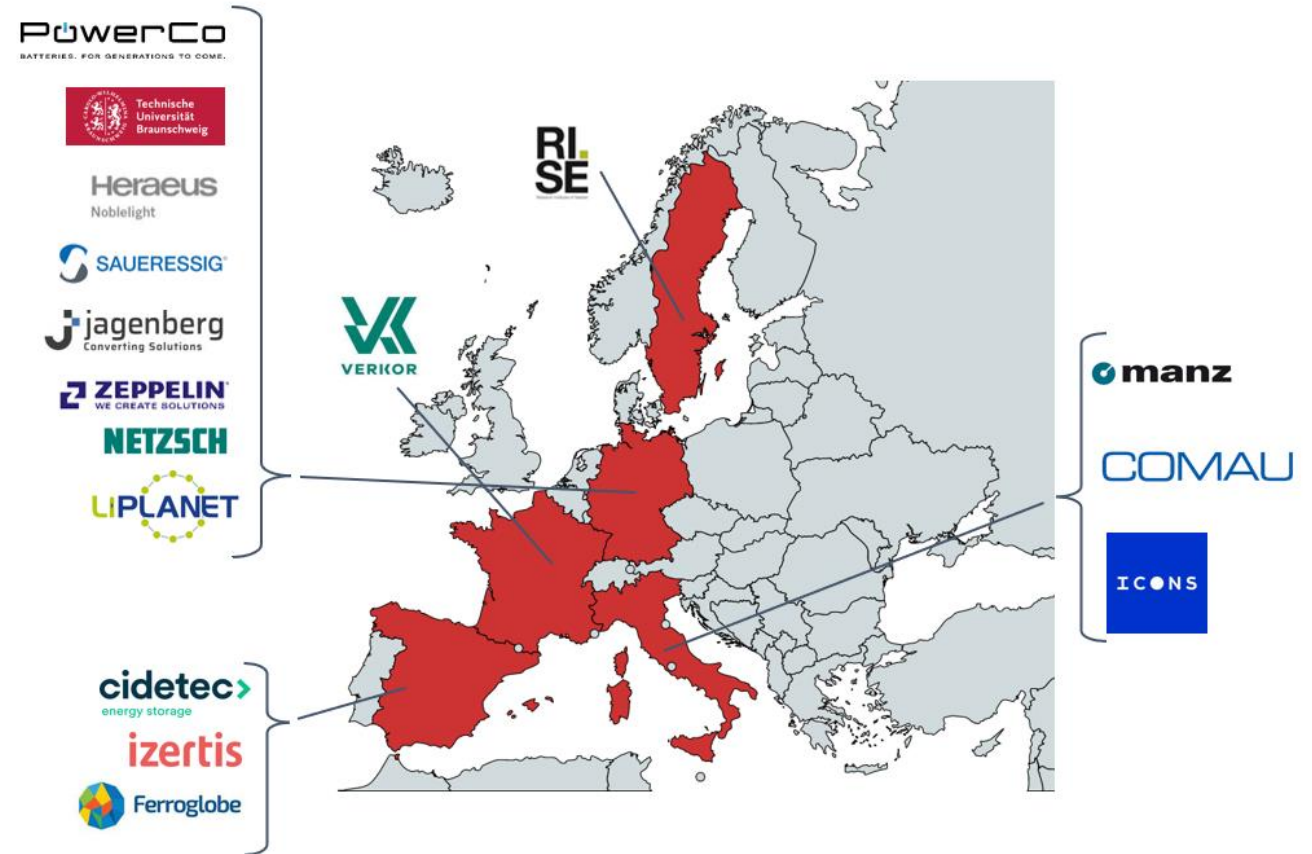 PowerCo
BATTERIES. FOR GENERATIONS TO COME.
Technische
Universität
Braunschweig
Heraeus
Noblelight
SAUERESSIG
jagenberg
Converting Solutions
ZEPPELIN
WE CREATE SOLUTIONS
NETZSCH
LiPLANET
RI.
SE
VERKOR
cidetec>
energy storage
izertis
Ferroglobe
manz
COMAU
ICONS